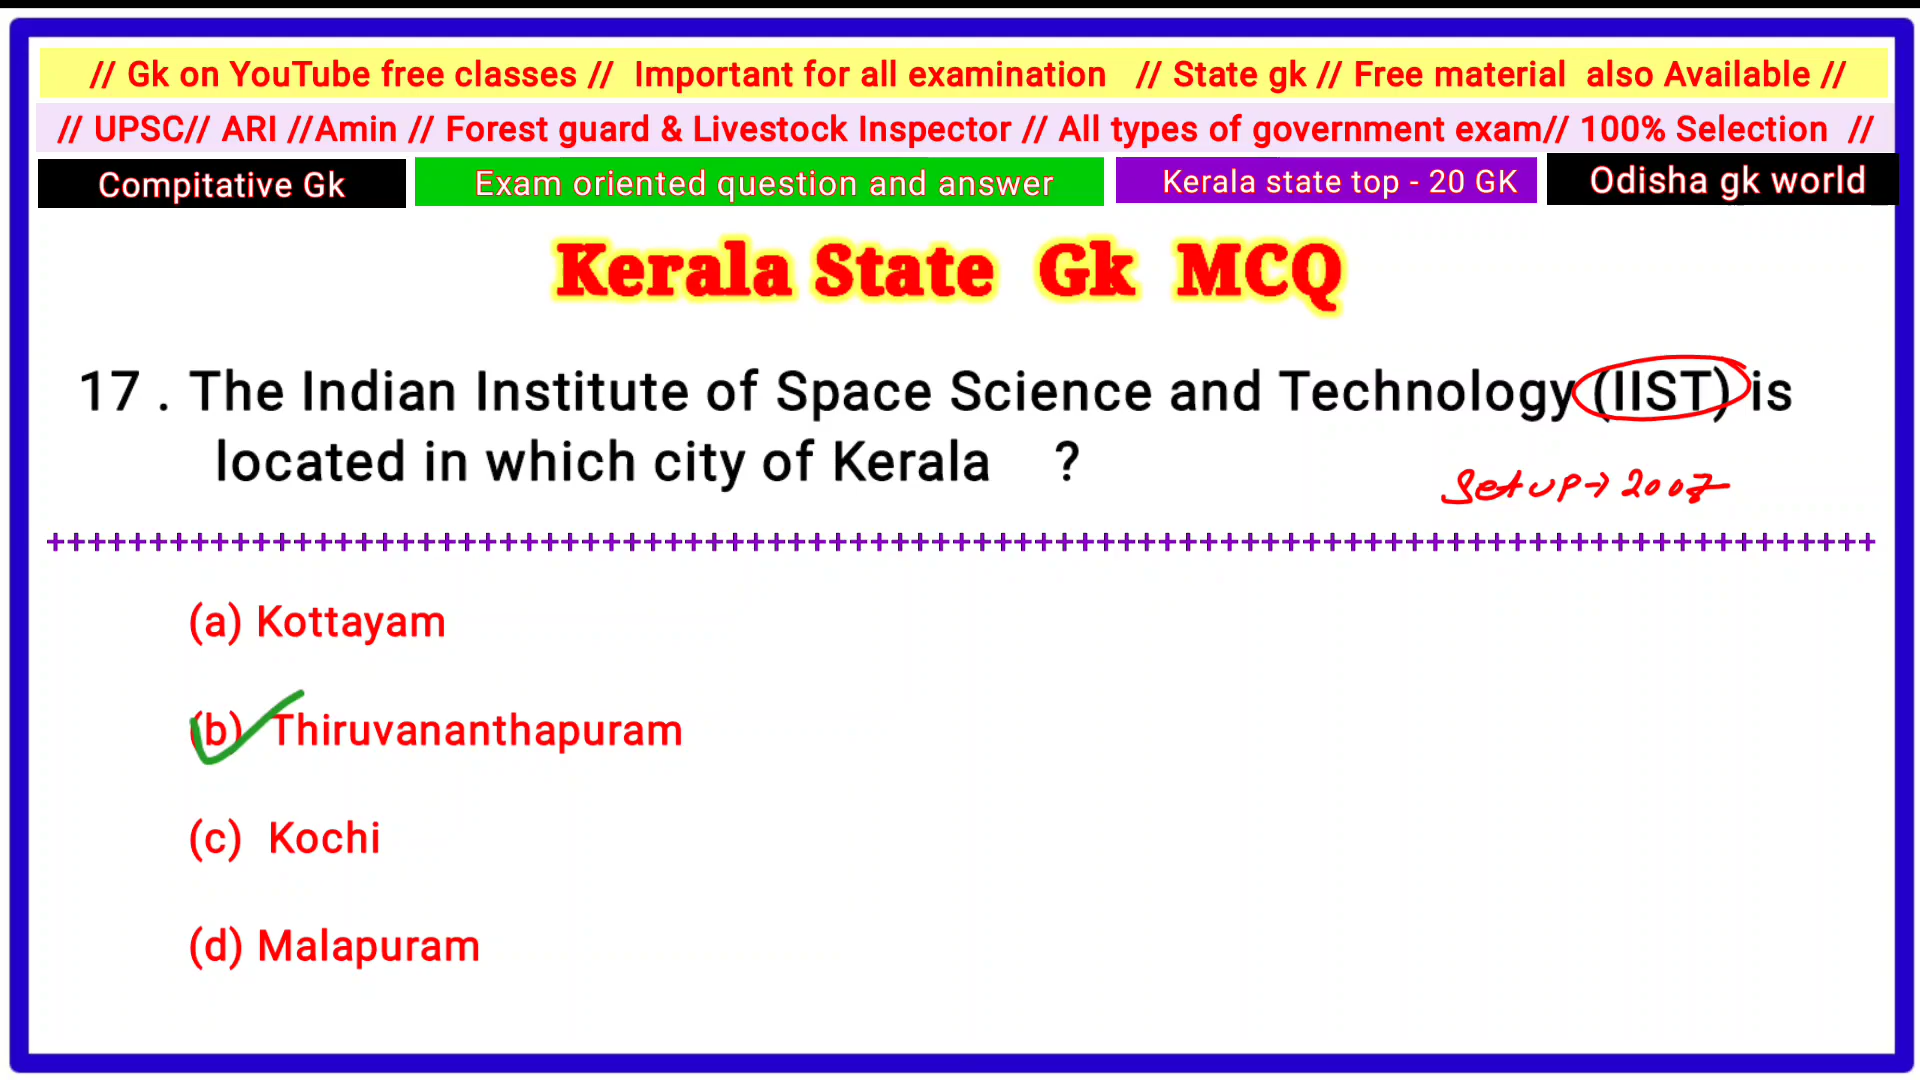 // Gk on YouTube free classes // Important for all examination // State gk // Free material also Available //
// UPSC// ARI //Amin // Forest guard & Livestock Inspector // All types of government exam// 100% Selection //
Compitative Gk Exam oriented question and answer Kerala state top - 20 GK Odisha gk world
Kerala State Gk MCQ
17 . The Indian Institute of Space Science and Technology (IIST) is
located in which city of Kerala ?
Set up → 2007
++++++++++++++++++++++++++++++++++++++++++++++++++++++++++++++++++++++++++++++++++++++++
(a) Kottayam
(b) Thiruvananthapuram
(c) Kochi
(d) Malapuram